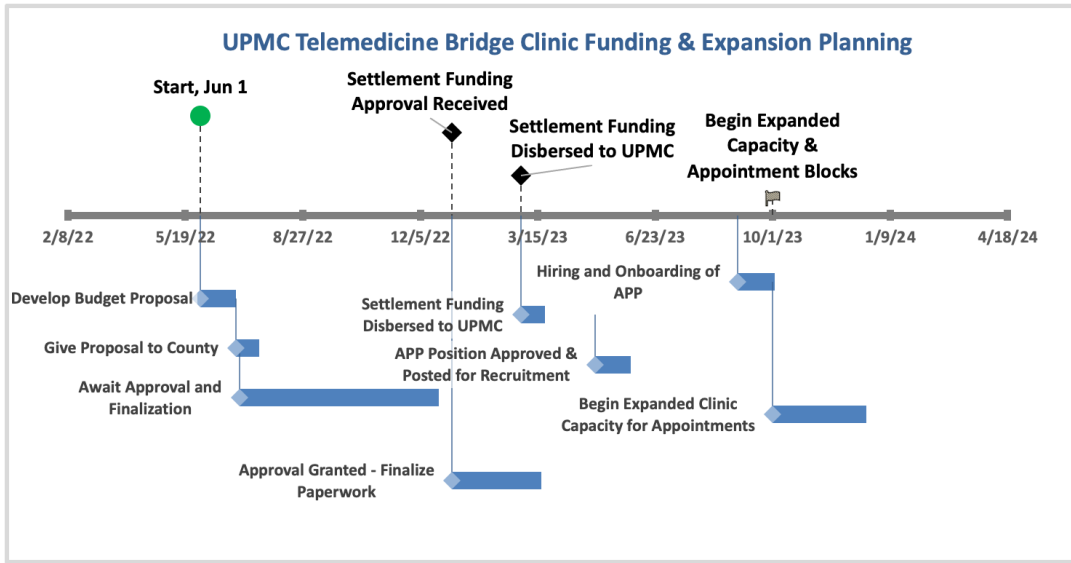 UPMC Telemedicine Bridge Clinic Funding & Expansion Planning
Start, Jun 1
Settlement Funding
Approval Received
Settlement Funding
Disbersed to UPMC
Begin Expanded
Capacity &
Appointment Blocks
2/8/22
5/19/22
8/27/22
12/5/22
3/15/23
6/23/23
10/1/23
1/9/24
4/18/24
Develop Budget Proposal
Give Proposal to County
Await Approval and
Finalization
Approval Granted - Finalize
Paperwork
Settlement Funding
Disbersed to UPMC
APP Position Approved &
Posted for Recruitment
Hiring and Onboarding of
APP
Begin Expanded Clinic
Capacity for Appointments